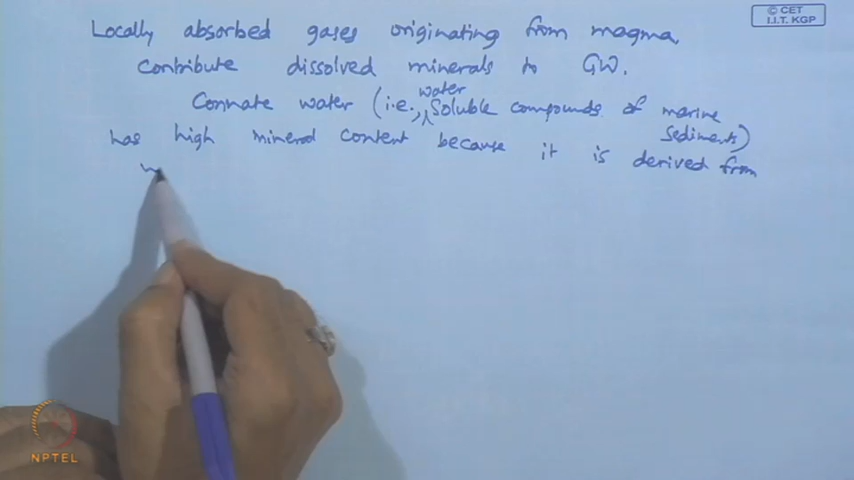 © CET
I.I.T. KGP
Locally absorbed gases originating from magma,
contribute dissolved minerals to GW.
Connate water (i.e., water soluble compounds of marine sediments)
has high mineral content because it is derived from
NPTEL